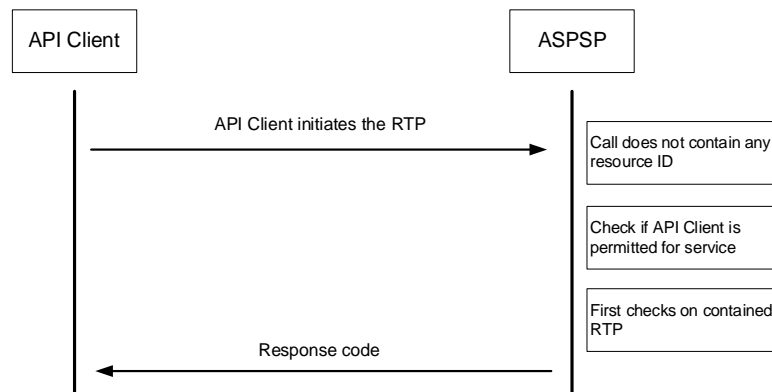 API Client
ASPSP
API Client initiates the RTP
Call does not contain any
resource ID
Check if API Client is
permitted for service
First checks on contained
RTP
Response code